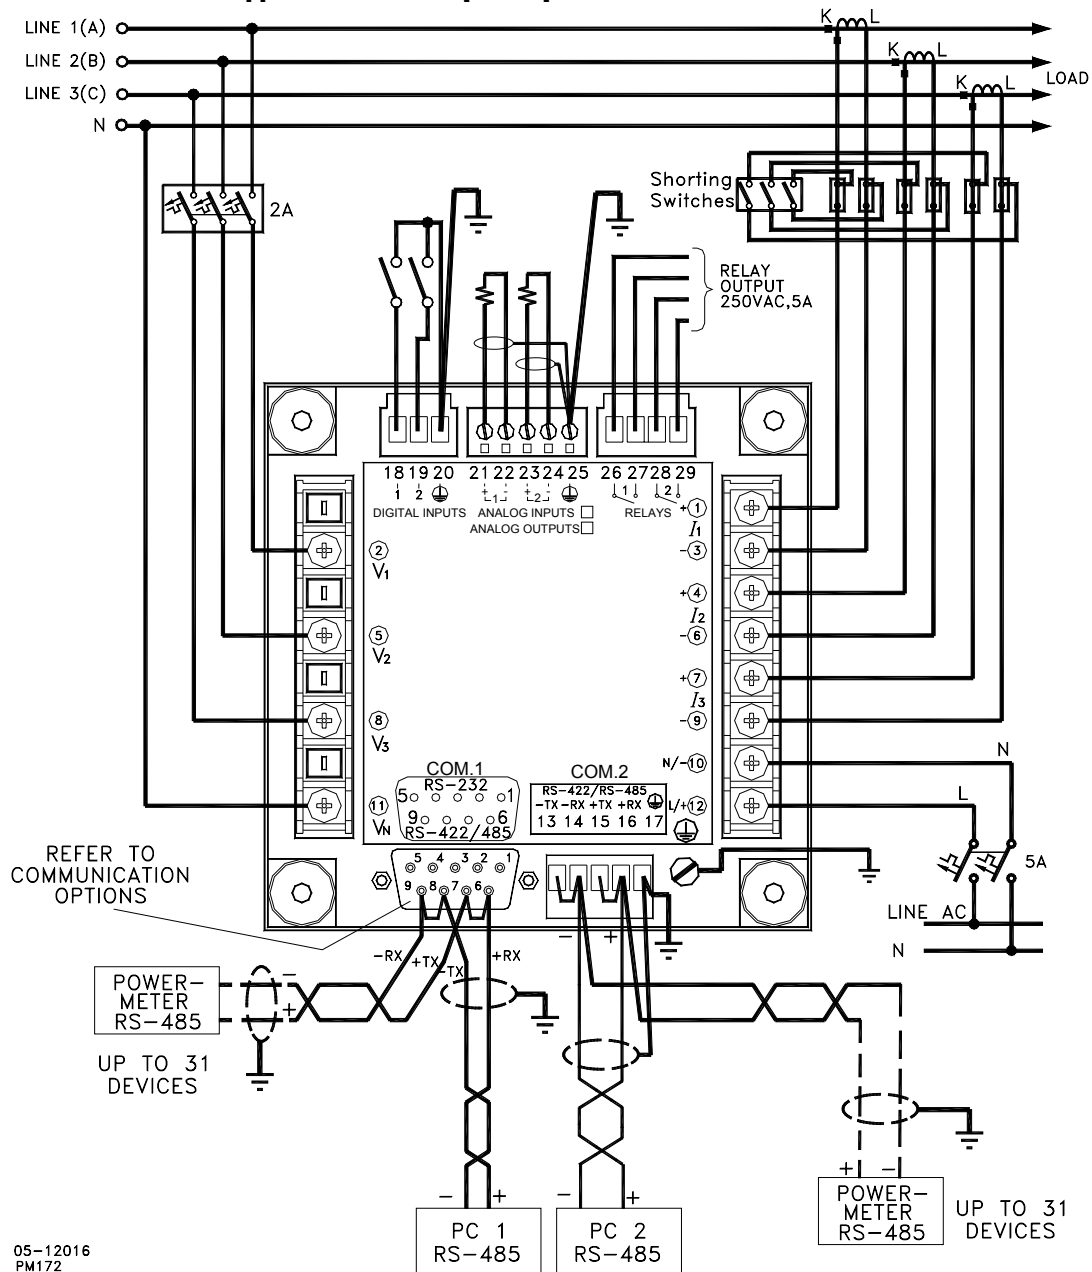 LINE 1(A)
LINE 2(B)
LINE 3(C)
N
K L
K L
K L
LOAD
2A
Shorting
Switches
RELAY
OUTPUT
250VAC,5A
18 19 20
1 2
DIGITAL INPUTS
21 22 23 24 25
+ 1 - + 2 -
ANALOG INPUTS
ANALOG OUTPUTS
26 27 28 29
1 2
RELAYS
+1
I1
-3
+4
I2
-6
+7
I3
-9
N/-10
L/+12
2
V1
5
V2
8
V3
11
VN
COM.1
RS-232
5 1
9 6
RS-422/485
COM.2
RS-422/RS-485
-TX -RX +TX +RX
13 14 15 16 17
N
L
5A
LINE AC
N
REFER TO
COMMUNICATION
OPTIONS
5 4 3 2 1
9 8 7 6
- +
-RX +TX -TX +RX
POWER-
METER
RS-485
-
+
UP TO 31
DEVICES
- +
PC 1
RS-485
- +
PC 2
RS-485
+ -
POWER-
METER
RS-485
UP TO 31
DEVICES
05-12016
PM172